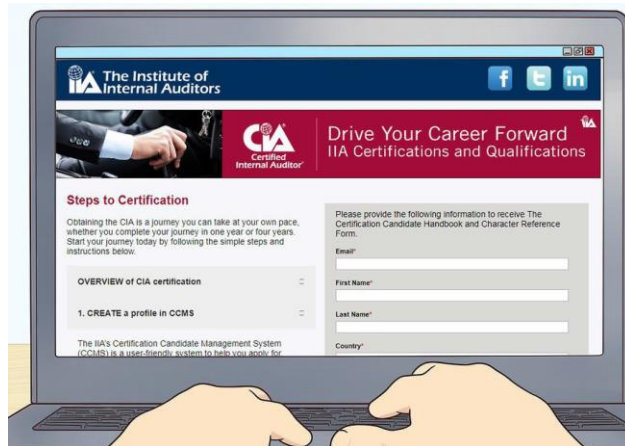 The Institute of
Internal Auditors
CIA
Certified
Internal Auditor
Drive Your Career Forward
IIA Certifications and Qualifications
IIA
Steps to Certification
Obtaining the CIA is a journey you can take at your own pace,
whether you complete your journey in one year or four years.
Start your journey today by following the simple steps and
instructions below.
OVERVIEW of CIA certification
1. CREATE a profile in CCMS
The IIA's Certification Candidate Management System
(CCMS) is a user-friendly system to help you apply for
Please provide the following information to receive The
Certification Candidate Handbook and Character Reference
Form.
Email*
First Name*
Last Name*
Country*